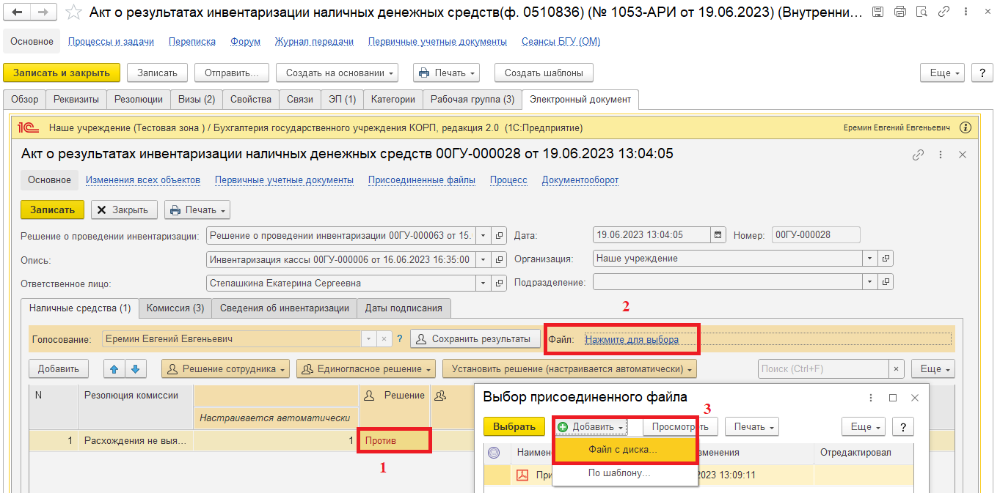 Акт о результатах инвентаризации наличных денежных средств(ф. 0510836) (№ 1053-АРИ от 19.06.2023) (Внутренни...
Основное Процессы и задачи Переписка Форум Журнал передачи Первичные учетные документы Сеансы БГУ (ОМ)
Записать и закрыть Записать Отправить... Создать на основании Печать Создать шаблоны Еще ?
Обзор Реквизиты Резолюции Визы (2) Свойства Связи ЭП (1) Категории Рабочая группа (3) Электронный документ
1С Наше учреждение (Тестовая зона ) / Бухгалтерия государственного учреждения КОРП, редакция 2.0 (1С:Предприятие) Еремин Евгений Евгеньевич
Акт о результатах инвентаризации наличных денежных средств 00ГУ-000028 от 19.06.2023 13:04:05
Основное Изменения всех объектов Первичные учетные документы Присоединенные файлы Процесс Документооборот
Записать Закрыть Печать
Решение о проведении инвентаризации: Решение о проведении инвентаризации 00ГУ-000063 от 15. Дата: 19.06.2023 13:04:05 Номер: 00ГУ-000028
Опись: Инвентаризация кассы 00ГУ-000006 от 16.06.2023 16:35:00 Организация: Наше учреждение
Ответственное лицо: Степашкина Екатерина Сергеевна Подразделение:
Наличные средства (1) Комиссия (3) Сведения об инвентаризации Даты подписания 2
Голосование: Еремин Евгений Евгеньевич × ? Сохранить результаты Файл: Нажмите для выбора
Добавить Решение сотрудника Единогласное решение Установить решение (настраивается автоматически) Поиск (Ctrl+F) × Еще
N Резолюция комиссии Решение
Настраивается автоматически
1 Расхождения не выя... 1 Против
1
Выбор присоединенного файла
3
Выбрать Добавить Просмотреть Печать Еще ?
Наимен зменения Отредактировал
Файл с диска...
При 2023 13:09:11
По шаблону...